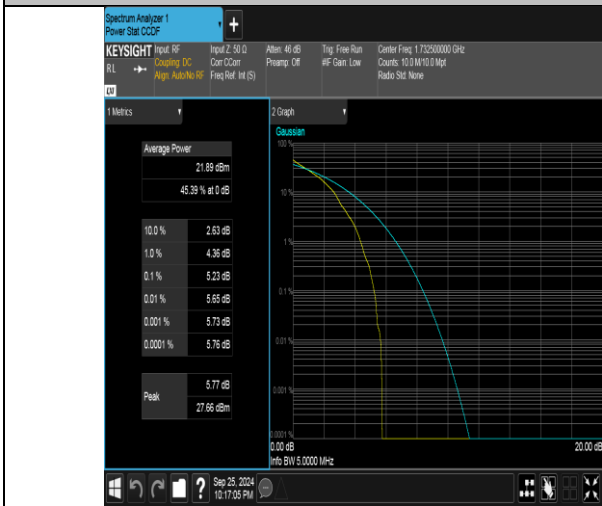 Spectrum Analyzer 1
Power Stat CCDF
+
KEYSIGHT
RL
LXI
Input: RF
Coupling: DC
Align: Auto/No RF
Input Z: 50 Ω
Corr CCorr
Freq Ref: Int (S)
Atten: 46 dB
Preamp: Off
Trig: Free Run
#IF Gain: Low
Center Freq: 1.732500000 GHz
Counts: 10.0 M/10.0 Mpt
Radio Std: None
1 Metrics
Average Power
21.89 dBm
45.39 % at 0 dB
10.0 % 2.63 dB
1.0 % 4.36 dB
0.1 % 5.23 dB
0.01 % 5.65 dB
0.001 % 5.73 dB
0.0001 % 5.76 dB
Peak
5.77 dB
27.66 dBm
2 Graph
Gaussian
100 %
10 %
1 %
0.1 %
0.01 %
0.001 %
0.0001 %
0.00 dB
20.00 dB
Info BW 5.0000 MHz
?
Sep 25, 2024
10:17:05 PM